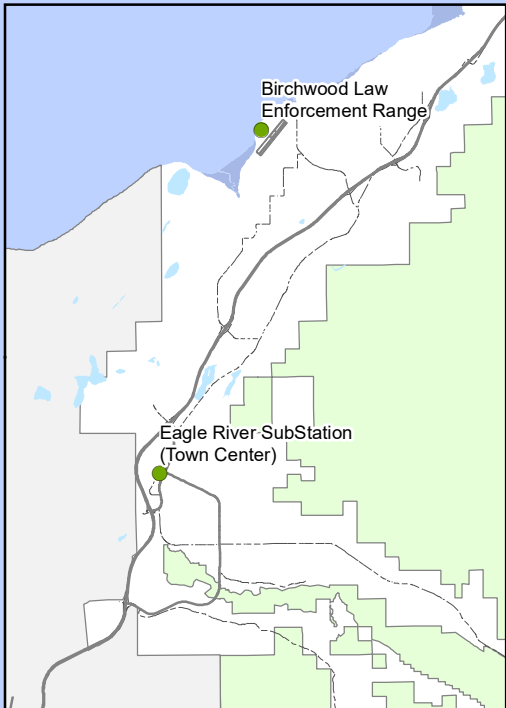 Birchwood Law
Enforcement Range
Eagle River SubStation
(Town Center)